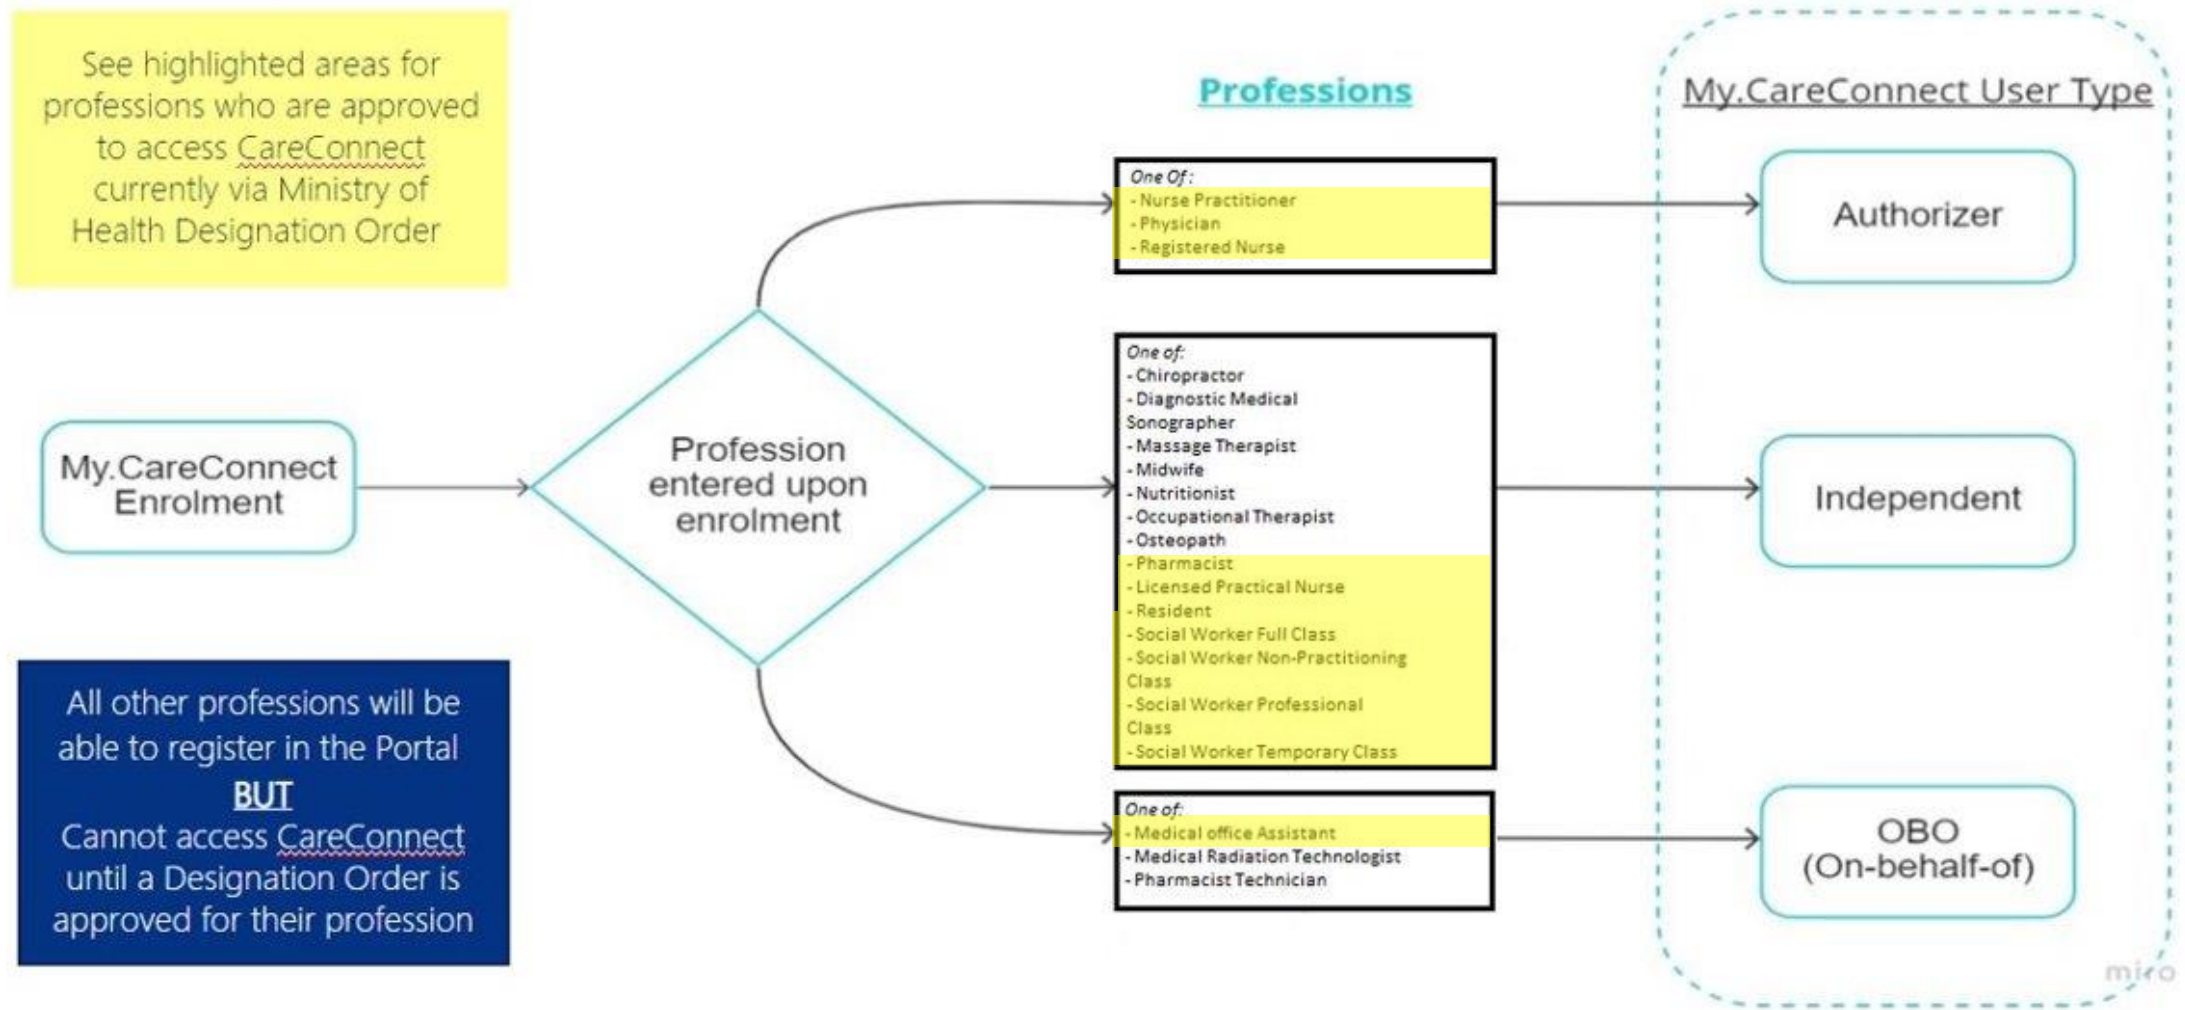 See highlighted areas for
professions who are approved
to access CareConnect
currently via Ministry of
Health Designation Order
My.CareConnect
Enrolment
All other professions will be
able to register in the Portal
BUT
Cannot access CareConnect
until a Designation Order is
approved for their profession
Profession
entered upon
enrolment
Professions
One Of:
- Nurse Practitioner
- Physician
- Registered Nurse
One of:
- Chiropractor
- Diagnostic Medical
Sonographer
- Massage Therapist
- Midwife
- Nutritionist
- Occupational Therapist
- Osteopath
- Pharmacist
- Licensed Practical Nurse
- Resident
- Social Worker Full Class
- Social Worker Non-Practitioning
Class
- Social Worker Professional
Class
- Social Worker Temporary Class
One of:
- Medical office Assistant
- Medical Radiation Technologist
- Pharmacist Technician
My.CareConnect User Type
Authorizer
Independent
OBO
(On-behalf-of)
miro